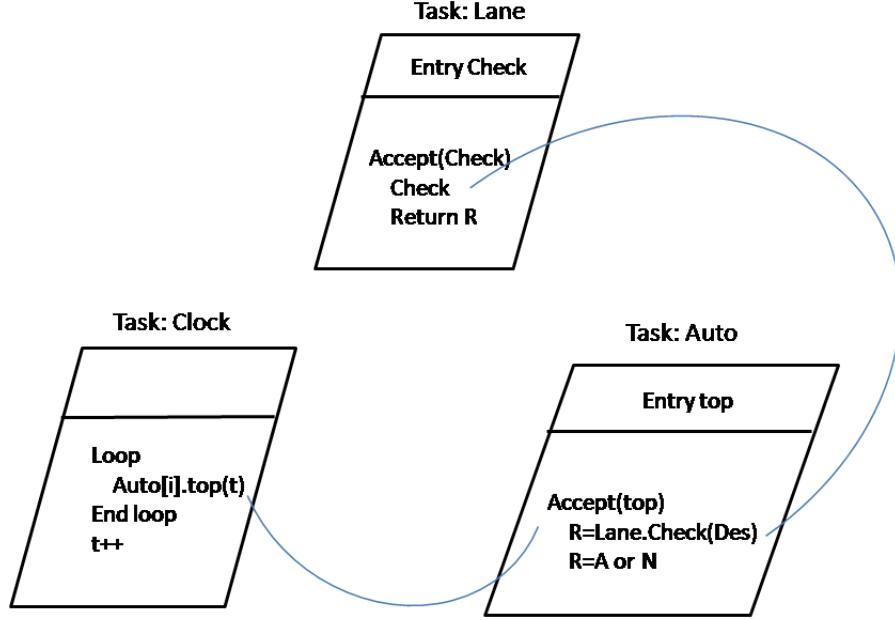 Task: Lane
Entry Check
Accept(Check)
Check
Return R
Task: Clock
Loop
Auto[i].top(t)
End loop
t++
Task: Auto
Entry top
Accept(top)
R=Lane.Check(Des)
R=A or N